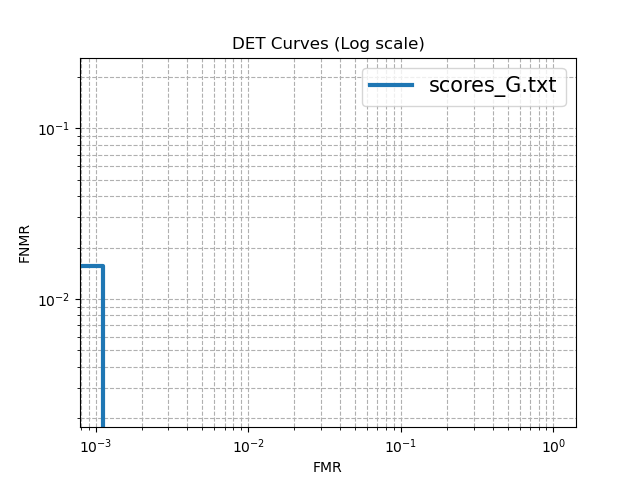 DET Curves (Log scale)
scores_G.txt
FNMR
10⁻¹
10⁻²
10⁻³
10⁻²
10⁻¹
10⁰
FMR